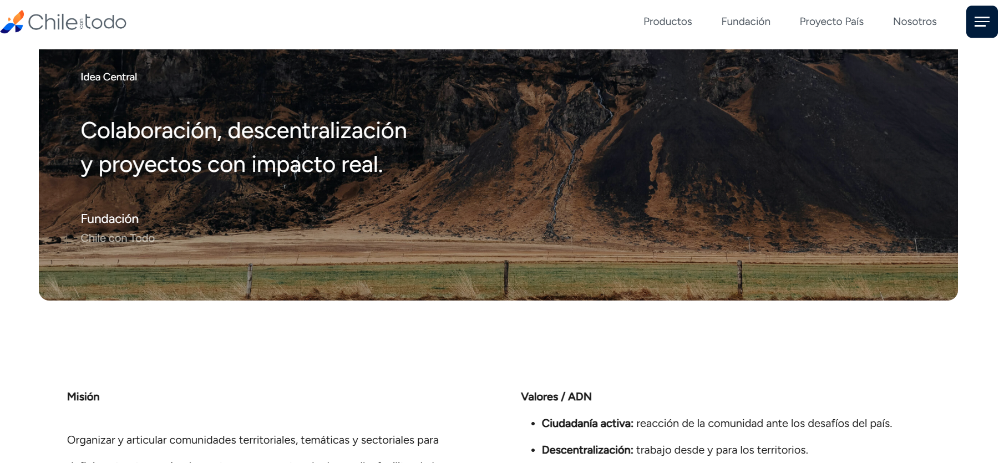 Chile con todo
Productos
Fundación
Proyecto País
Nosotros
Idea Central
Colaboración, descentralización
y proyectos con impacto real.
Fundación
Chile con Todo
Misión
Organizar y articular comunidades territoriales, temáticas y sectoriales para
Valores / ADN
Ciudadanía activa: reacción de la comunidad ante los desafíos del país.
Descentralización: trabajo desde y para los territorios.